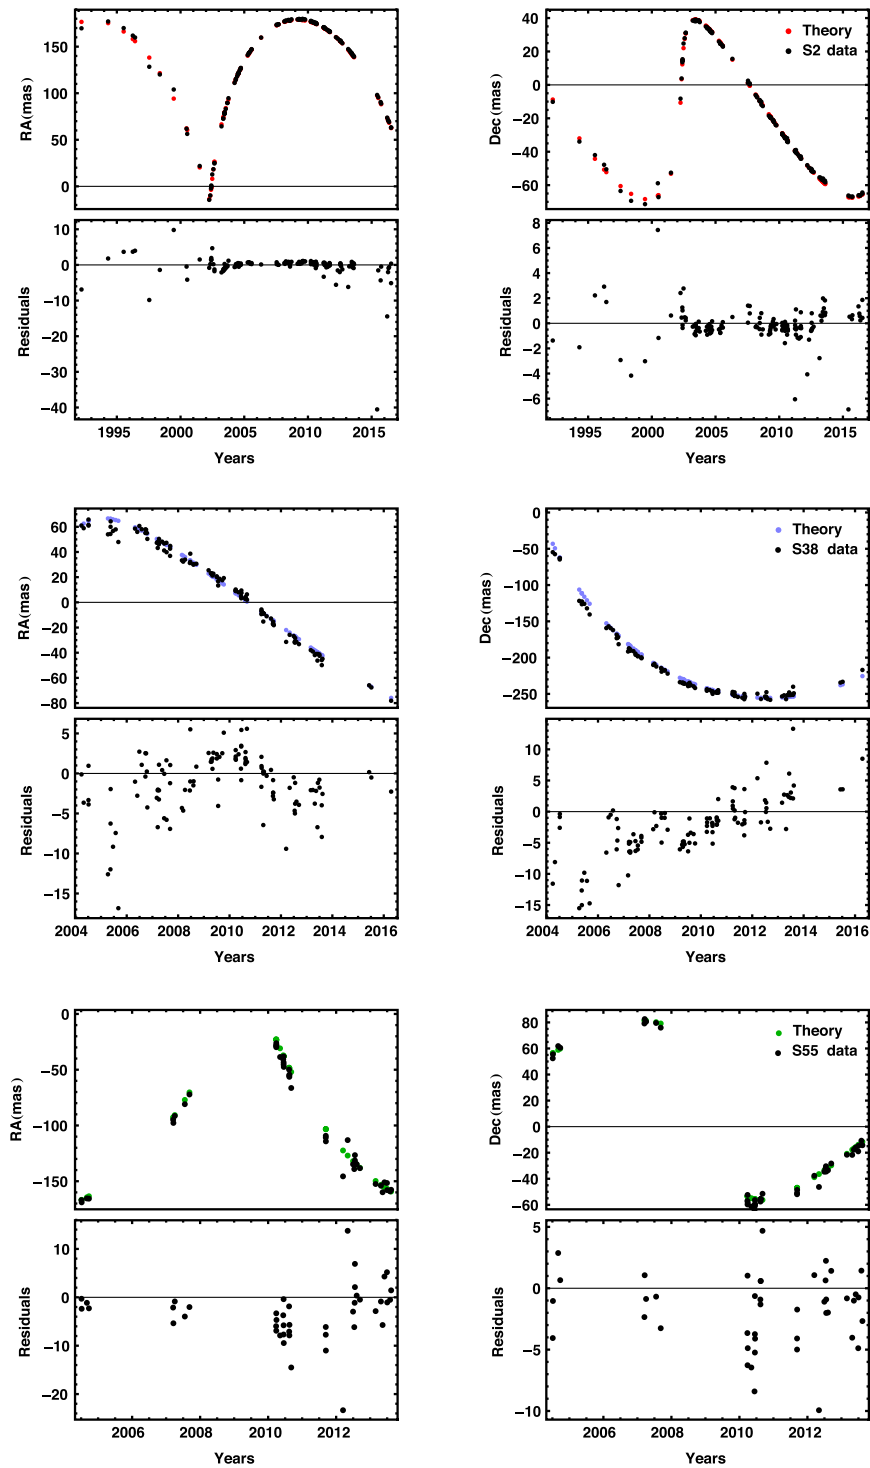 150
100
50
0
RA(mas)
10
0
−10
−20
−30
−40
Residuals
1995 2000 2005 2010 2015
Years
40
20
0
−20
−40
−60
Dec(mas)
Theory
S2 data
8
6
4
2
0
−2
−4
−6
Residuals
1995 2000 2005 2010 2015
Years
60
40
20
0
−20
−40
−60
−80
RA(mas)
5
0
−5
−10
−15
Residuals
2004 2006 2008 2010 2012 2014 2016
Years
0
−50
−100
−150
−200
−250
Dec(mas)
Theory
S38 data
10
5
0
−5
−10
−15
Residuals
2004 2006 2008 2010 2012 2014 2016
Years
0
−50
−100
−150
RA(mas)
10
0
−10
−20
Residuals
2006 2008 2010 2012
Years
80
60
40
20
0
−20
−40
−60
Dec(mas)
Theory
S55 data
5
0
−5
−10
Residuals
2006 2008 2010 2012
Years